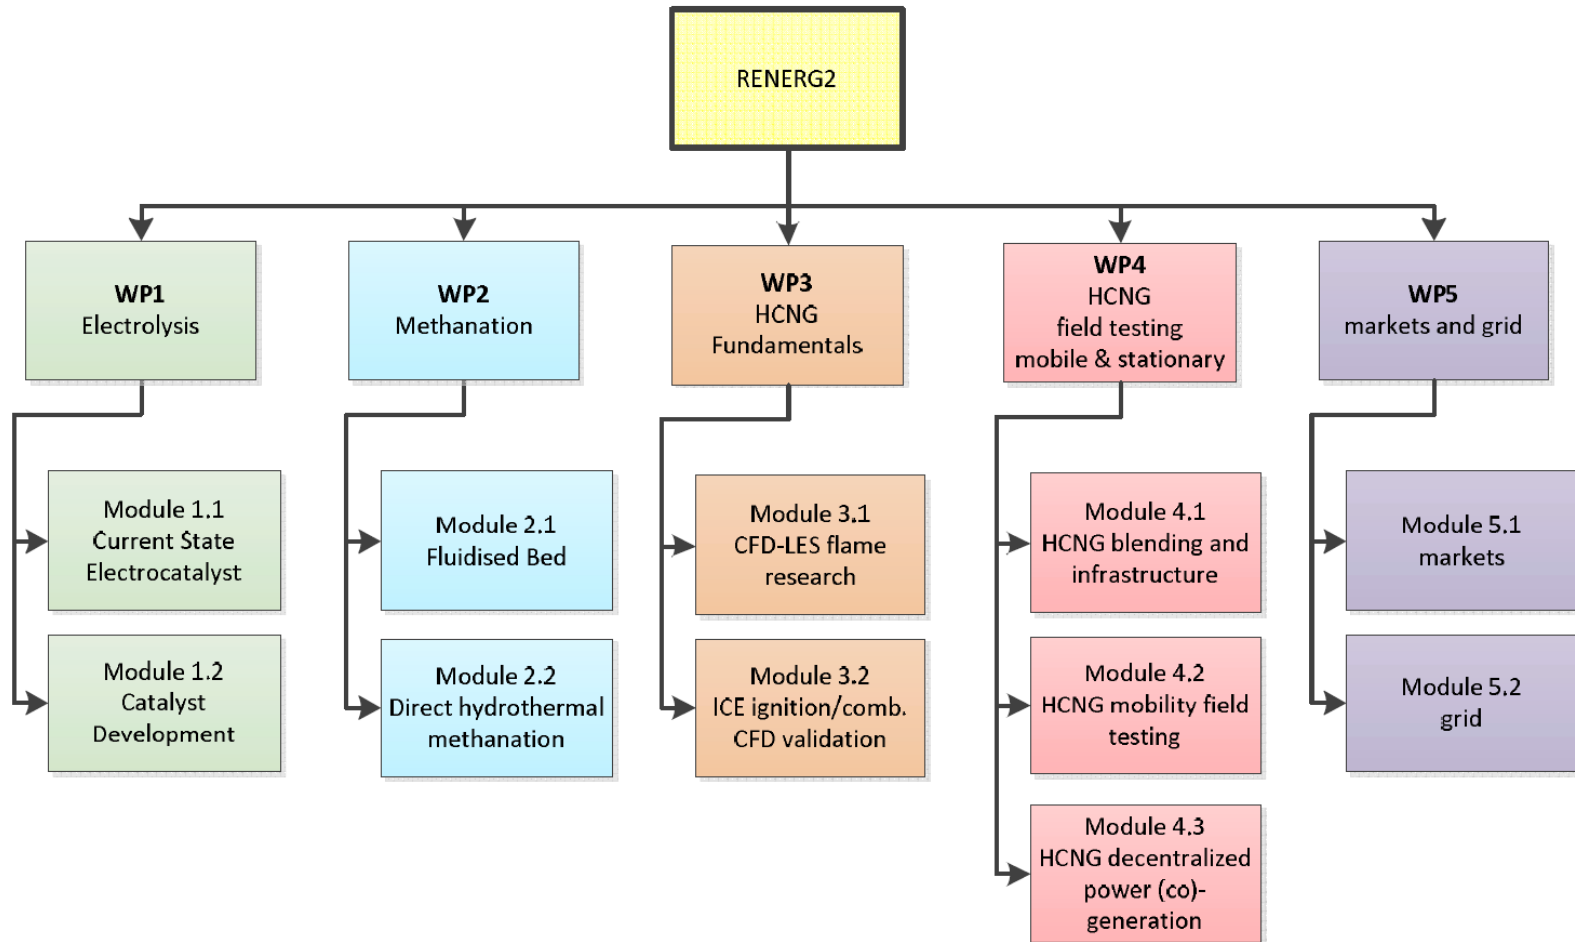 RENERG2
WP1
Electrolysis
WP2
Methanation
WP3
HCNG
Fundamentals
WP4
HCNG
field testing
mobile & stationary
WP5
markets and grid
Module 1.1
Current State
Electrocatalyst
Module 2.1
Fluidised Bed
Module 3.1
CFD-LES flame
research
Module 4.1
HCNG blending and
infrastructure
Module 5.1
markets
Module 1.2
Catalyst
Development
Module 2.2
Direct hydrothermal
methanation
Module 3.2
ICE ignition/comb.
CFD validation
Module 4.2
HCNG mobility field
testing
Module 5.2
grid
Module 4.3
HCNG decentralized
power (co)-
generation